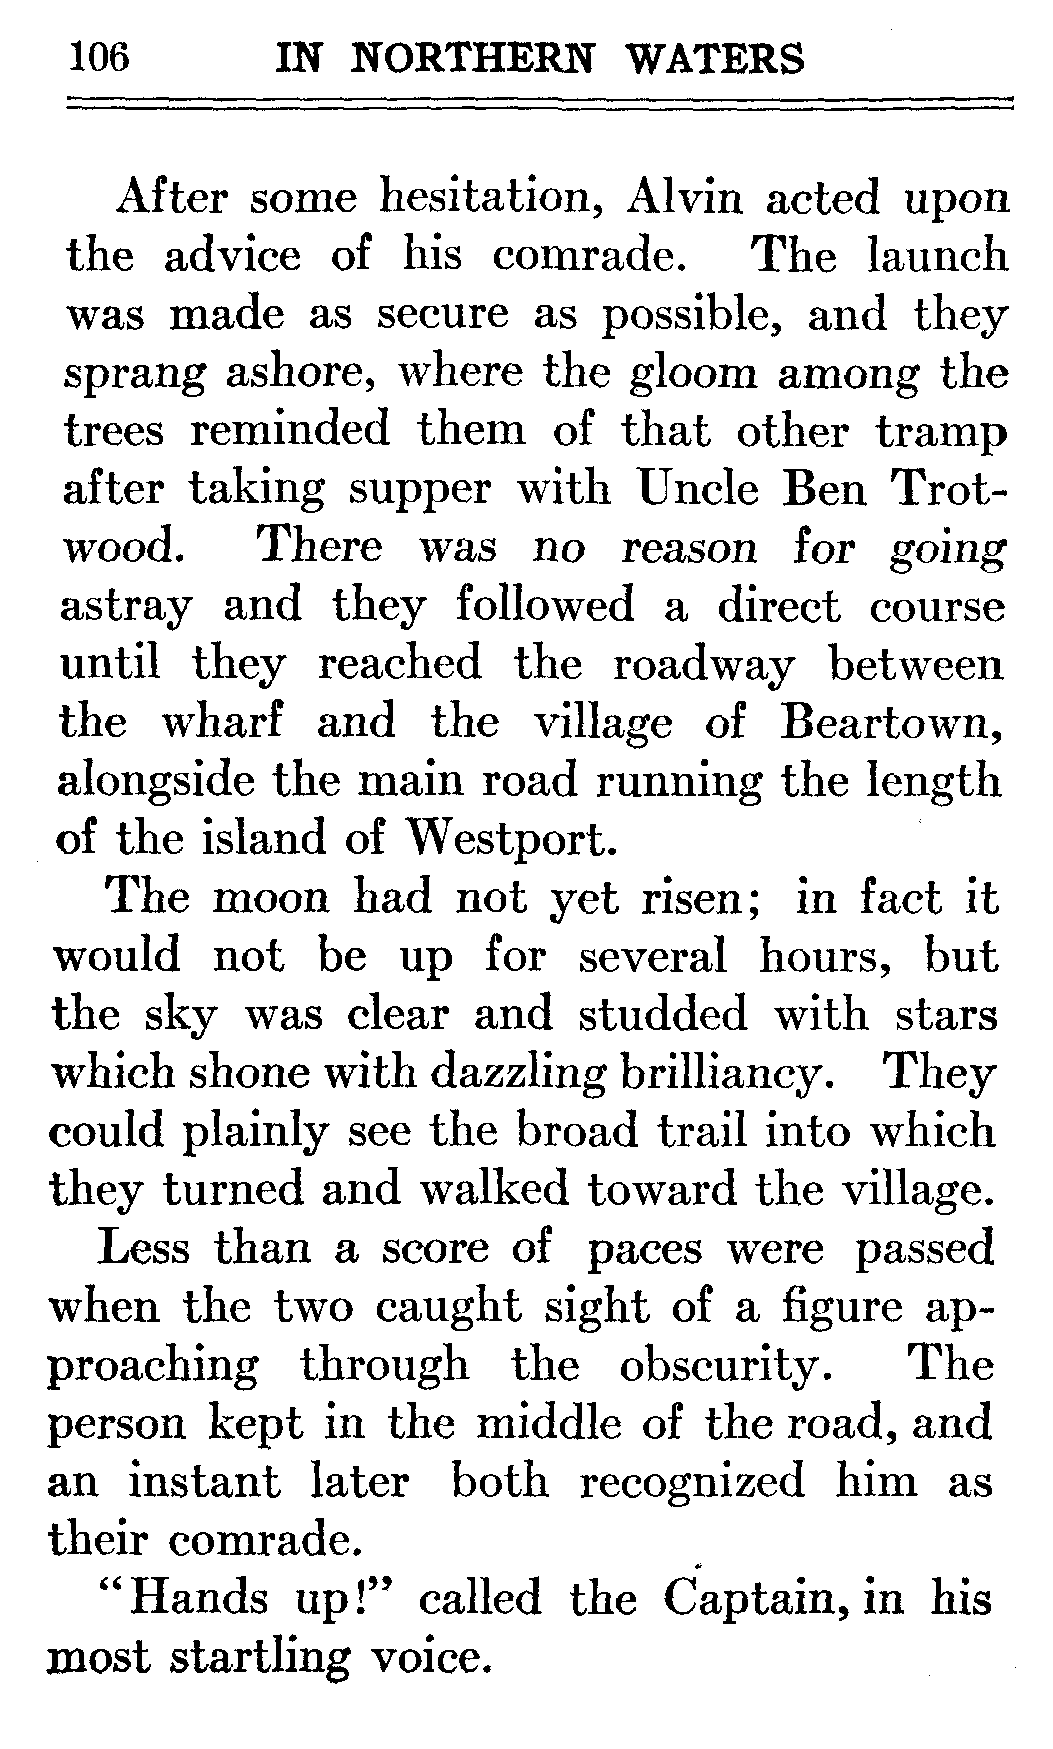 106 IN NORTHERN WATERS
After some hesitation, Alvin acted upon
the advice of his comrade. The launch
was made as secure as possible, and they
sprang ashore, where the gloom among the
trees reminded them of that other tramp
after taking supper with Uncle Ben Trot-
wood. There was no reason for going
astray and they followed a direct course
until they reached the roadway between
the wharf and the village of Beartown,
alongside the main road running the length
of the island of Westport.
The moon had not yet risen; in fact it
would not be up for several hours, but
the sky was clear and studded with stars
which shone with dazzling brilliancy. They
could plainly see the broad trail into which
they turned and walked toward the village.
Less than a score of paces were passed
when the two caught sight of a figure ap-
proaching through the obscurity. The
person kept in the middle of the road, and
an instant later both recognized him as
their comrade.
“Hands up!” called the Captain, in his
most startling voice.